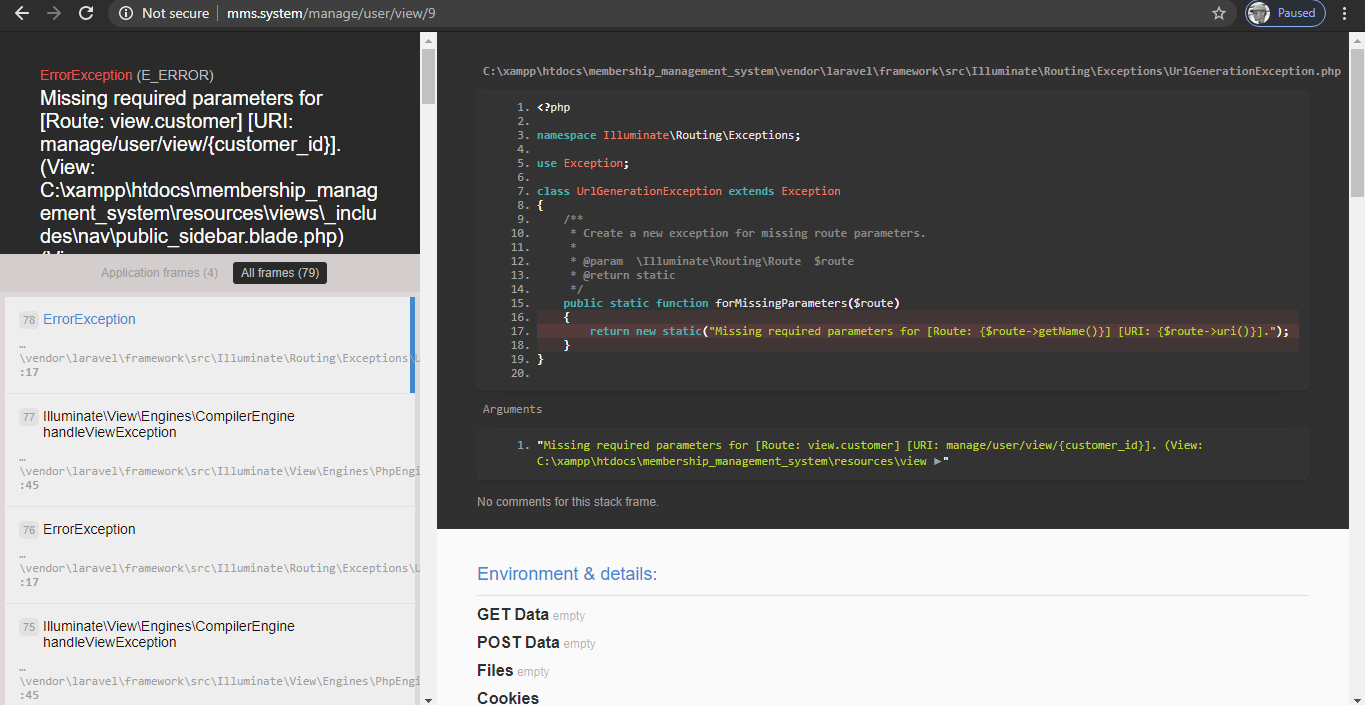 Not secure | mms.system/manage/user/view/9
Paused
ErrorException (E_ERROR)
Missing required parameters for
[Route: view.customer] [URI:
manage/user/view/{customer_id}].
(View:
C:\xampp\htdocs\membership_manag
ement_system\resources\views\_inclu
des\nav\public_sidebar.blade.php)
Application frames (4)
All frames (79)
78 ErrorException
…
\vendor\laravel\framework\src\Illuminate\Routing\Exceptions\U
:17
77 Illuminate\View\Engines\CompilerEngine
handleViewException
…
\vendor\laravel\framework\src\Illuminate\View\Engines\PhpEngi
:45
76 ErrorException
…
\vendor\laravel\framework\src\Illuminate\Routing\Exceptions\U
:17
75 Illuminate\View\Engines\CompilerEngine
handleViewException
…
\vendor\laravel\framework\src\Illuminate\View\Engines\PhpEngi
:45
C:\xampp\htdocs\membership_management_system\vendor\laravel\framework\src\Illuminate\Routing\Exceptions\UrlGenerationException.php
1. <?php
2.
3. namespace Illuminate\Routing\Exceptions;
4.
5. use Exception;
6.
7. class UrlGenerationException extends Exception
8. {
9. /**
10. * Create a new exception for missing route parameters.
11. *
12. * @param  \Illuminate\Routing\Route  $route
13. * @return static
14. */
15. public static function forMissingParameters($route)
16. {
17. return new static("Missing required parameters for [Route: {$route->getName()}] [URI: {$route->uri()}].");
18. }
19. }
20.
Arguments
1. "Missing required parameters for [Route: view.customer] [URI: manage/user/view/{customer_id}]. (View:
C:\xampp\htdocs\membership_management_system\resources\view ▶"
No comments for this stack frame.
Environment & details:
GET Data empty
POST Data empty
Files empty
Cookies